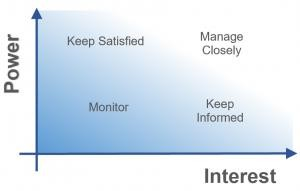 Power
Keep Satisfied
Manage
Closely
Monitor
Keep
Informed
Interest